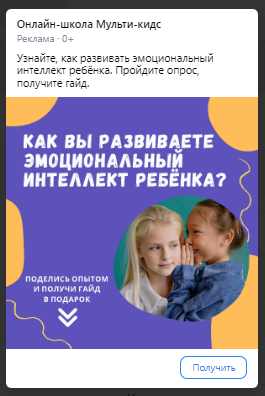 Онлайн-школа Мульти-кидс
Реклама · 0+
Узнайте, как развивать эмоциональный
интеллект ребёнка. Пройдите опрос,
получите гайд.
КАК ВЫ РАЗВИВАЕТЕ
ЭМОЦИОНАЛЬНЫЙ
ИНТЕЛЛЕКТ РЕБЁНКА?
ПОДЕЛИСЬ ОПЫТОМ
И ПОЛУЧИ ГАЙД
В ПОДАРОК
Получить